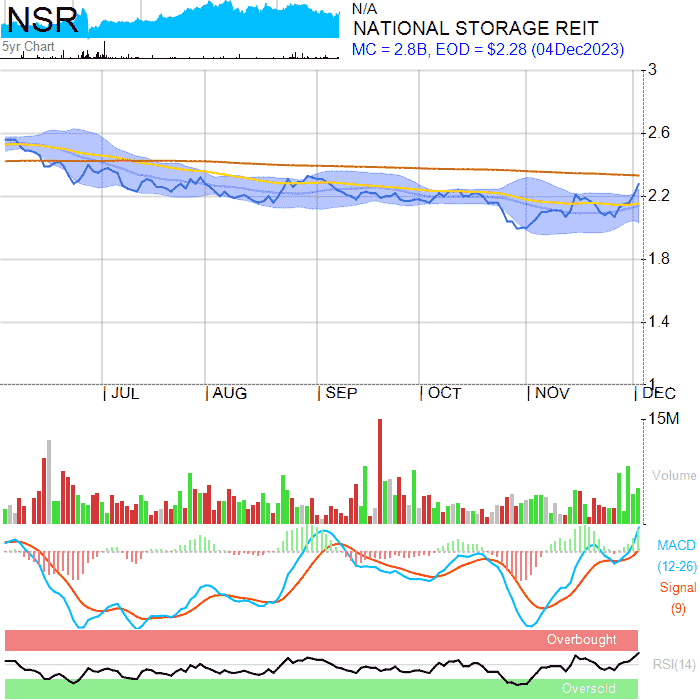 NSR
5yr Chart
N/A
NATIONAL STORAGE REIT
MC = 2.8B, EOD = $2.28 (04Dec2023)
3
2.6
2.2
1.8
1.4
1
JUL AUG SEP OCT NOV DEC
15M
Volume
MACD
(12-26)
Signal
(9)
Overbought
RSI(14)
Oversold